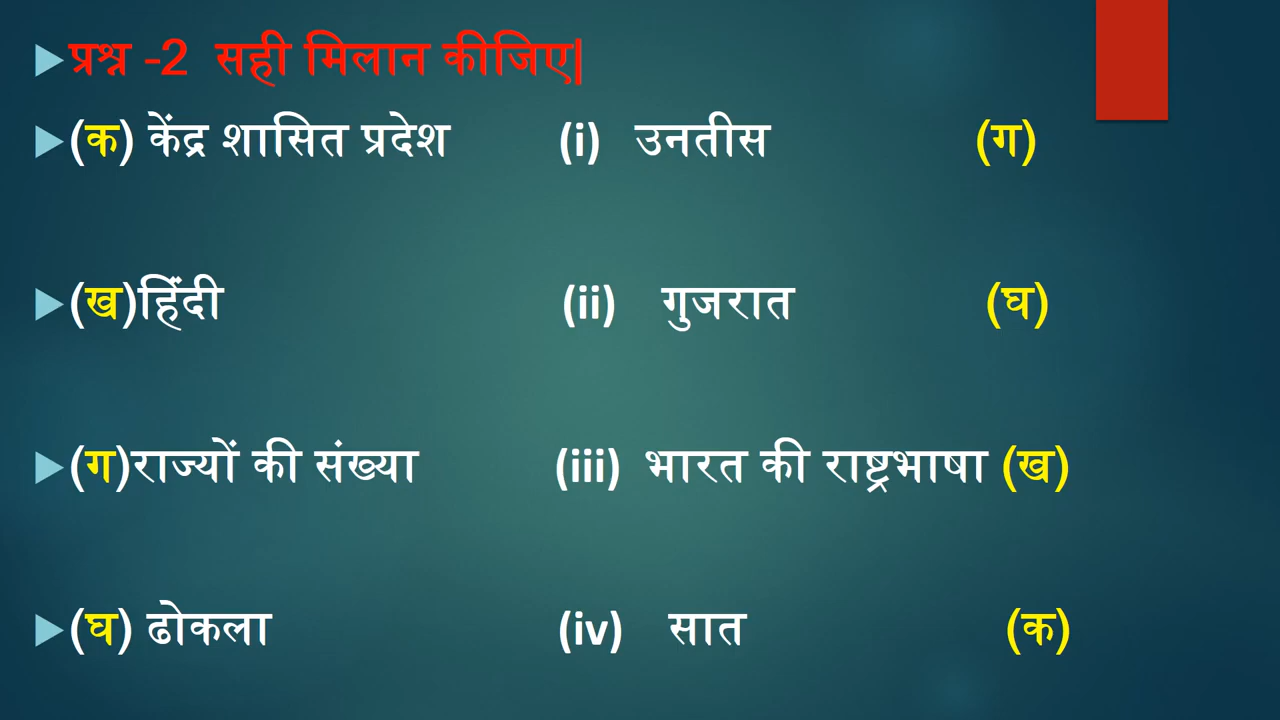 प्रश्न -2 सही मिलान कीजिए|
(क) केंद्र शासित प्रदेश (i) उनतीस (ग)
(ख)हिंदी (ii) गुजरात (घ)
(ग)राज्यों की संख्या (iii) भारत की राष्ट्रभाषा (ख)
(घ) ढोकला (iv) सात (क)